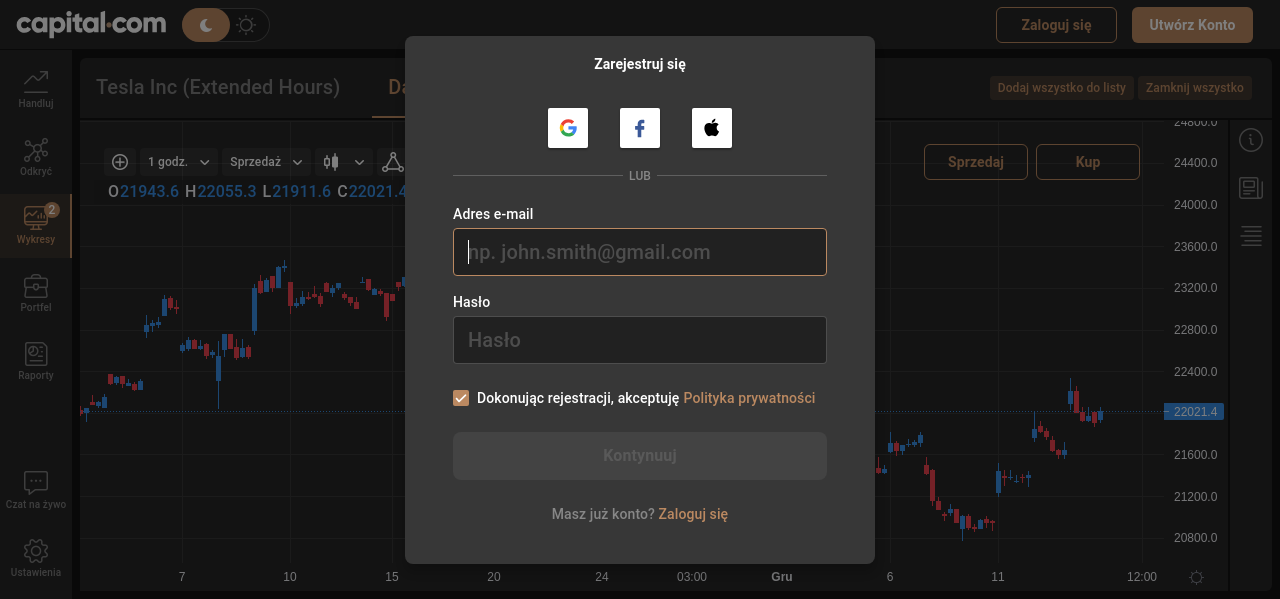 capital.com
Zaloguj się
Utwórz Konto
Zarejestruj się
Tesla Inc (Extended Hours)
Da
Dodaj wszystko do listy
Zamknij wszystko
Handluj
Odkryć
2
Wykresy
Portfel
Raporty
Czat na żywo
Ustawienia
1 godz.
Sprzedaż
O21943.6 H22055.3 L21911.6 C22021.4
Sprzedaj
Kup
LUB
Adres e-mail
np. john.smith@gmail.com
Hasło
Hasło
Dokonując rejestracji, akceptuję Polityka prywatności
Kontynuuj
Masz już konto? Zaloguj się
24800.0
24400.0
24000.0
23600.0
23200.0
22800.0
22400.0
22021.4
21600.0
21200.0
20800.0
7
10
15
20
24
03:00
Gru
6
11
12:00